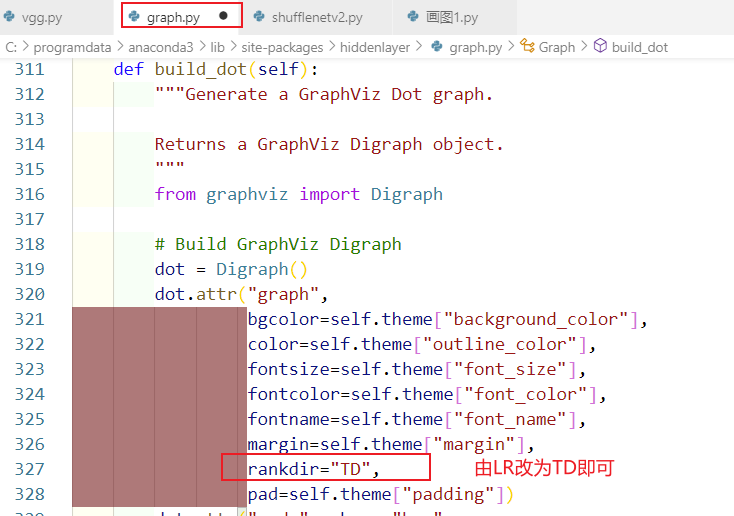 vgg.py graph.py shufflenetv2.py 画图1.py
C: > programdata > anaconda3 > lib > site-packages > hiddenlayer > graph.py > Graph > build_dot
311 def build_dot(self):
312 """Generate a GraphViz Dot graph.
313
314 Returns a GraphViz Digraph object.
315 """
316 from graphviz import Digraph
317
318 # Build GraphViz Digraph
319 dot = Digraph()
320 dot.attr("graph",
321 bgcolor=self.theme["background_color"],
322 color=self.theme["outline_color"],
323 fontsize=self.theme["font_size"],
324 fontcolor=self.theme["font_color"],
325 fontname=self.theme["font_name"],
326 margin=self.theme["margin"],
327 rankdir="TD", 由LR改为TD即可
328 pad=self.theme["padding"])